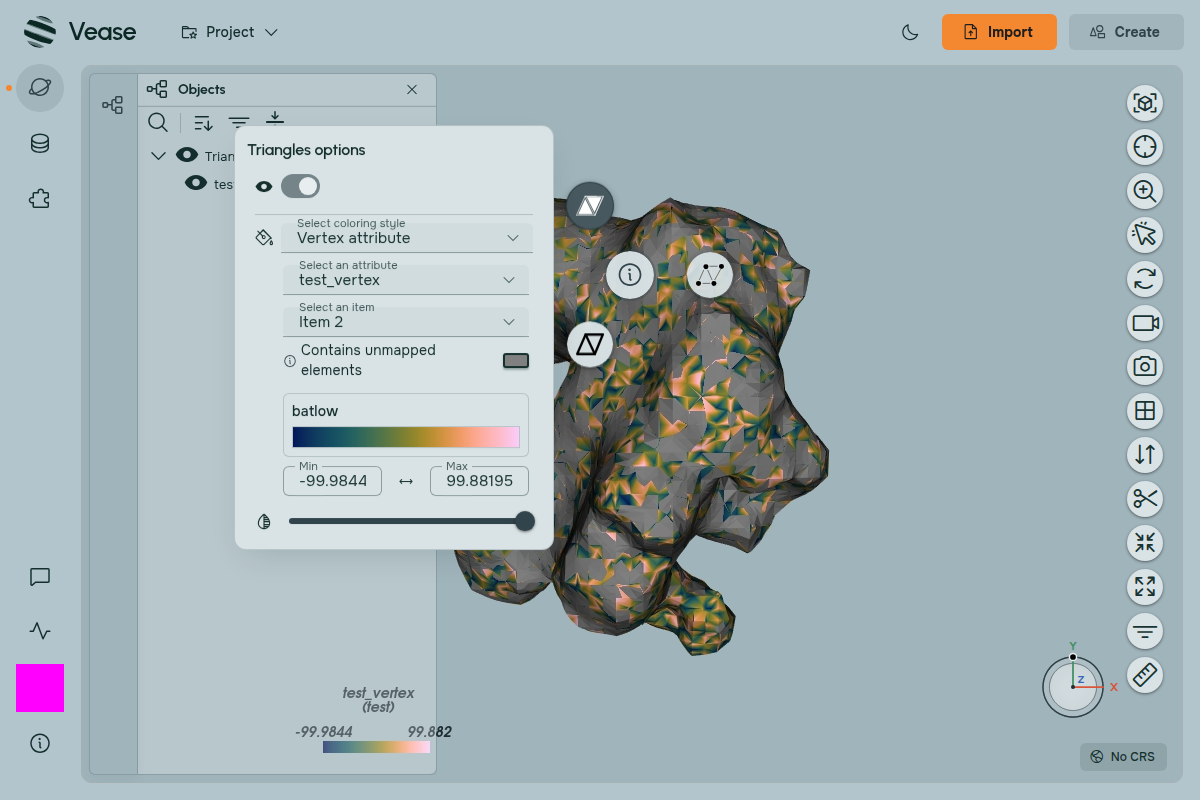 Vease
Project
Import
Create
Objects
Trian
tes
Triangles options
Select coloring style
Vertex attribute
Select an attribute
test_vertex
Select an item
Item 2
Contains unmapped
elements
batlow
Min
-99.9844
Max
99.88195
test_vertex
(test)
-99.9844
99.882
Y
Z
X
No CRS